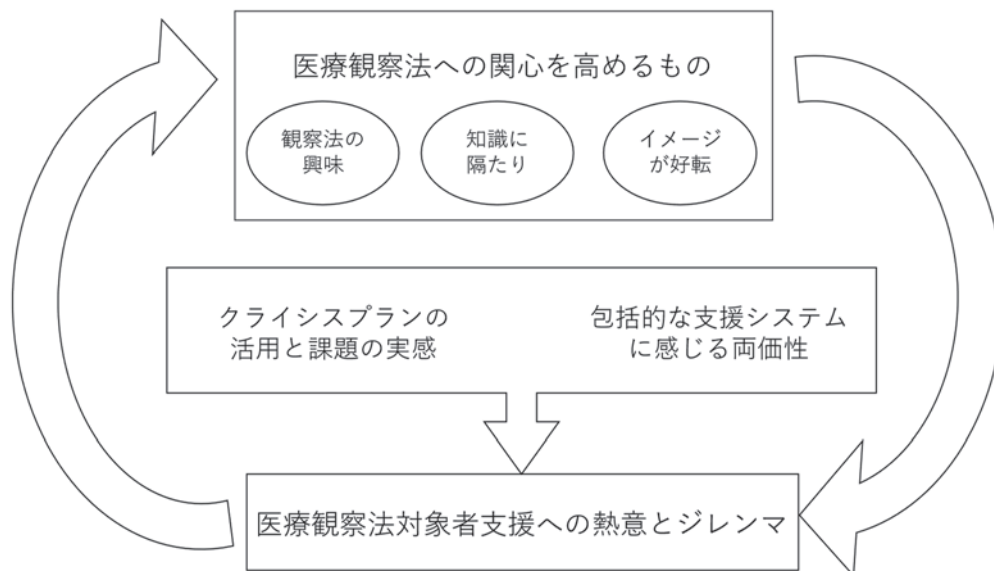 医療観察法への関心を高めるもの
観察法の
興味
知識に
隔たり
イメージ
が好転
クライシスプランの
活用と課題の実感
包括的な支援システム
に感じる両価性
医療観察法対象者支援への熱意とジレンマ